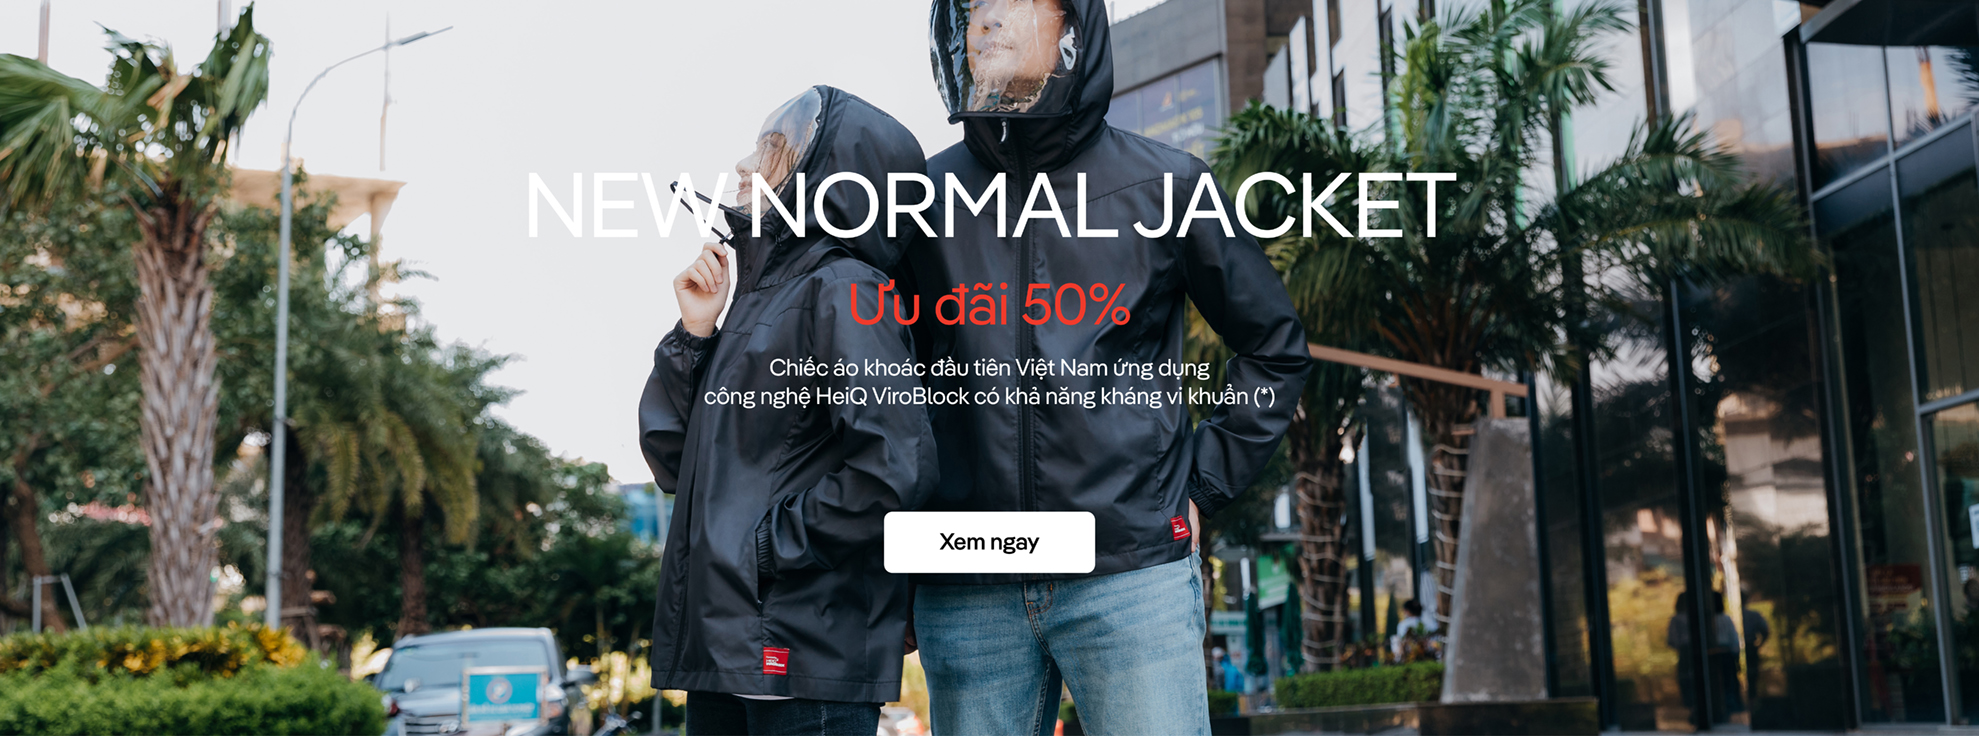 NEW NORMAL JACKET
Ưu đãi 50%
Chiếc áo khoác đầu tiên Việt Nam ứng dụng
công nghệ HeiQ ViroBlock có khả năng kháng vi khuẩn (*)
Xem ngay